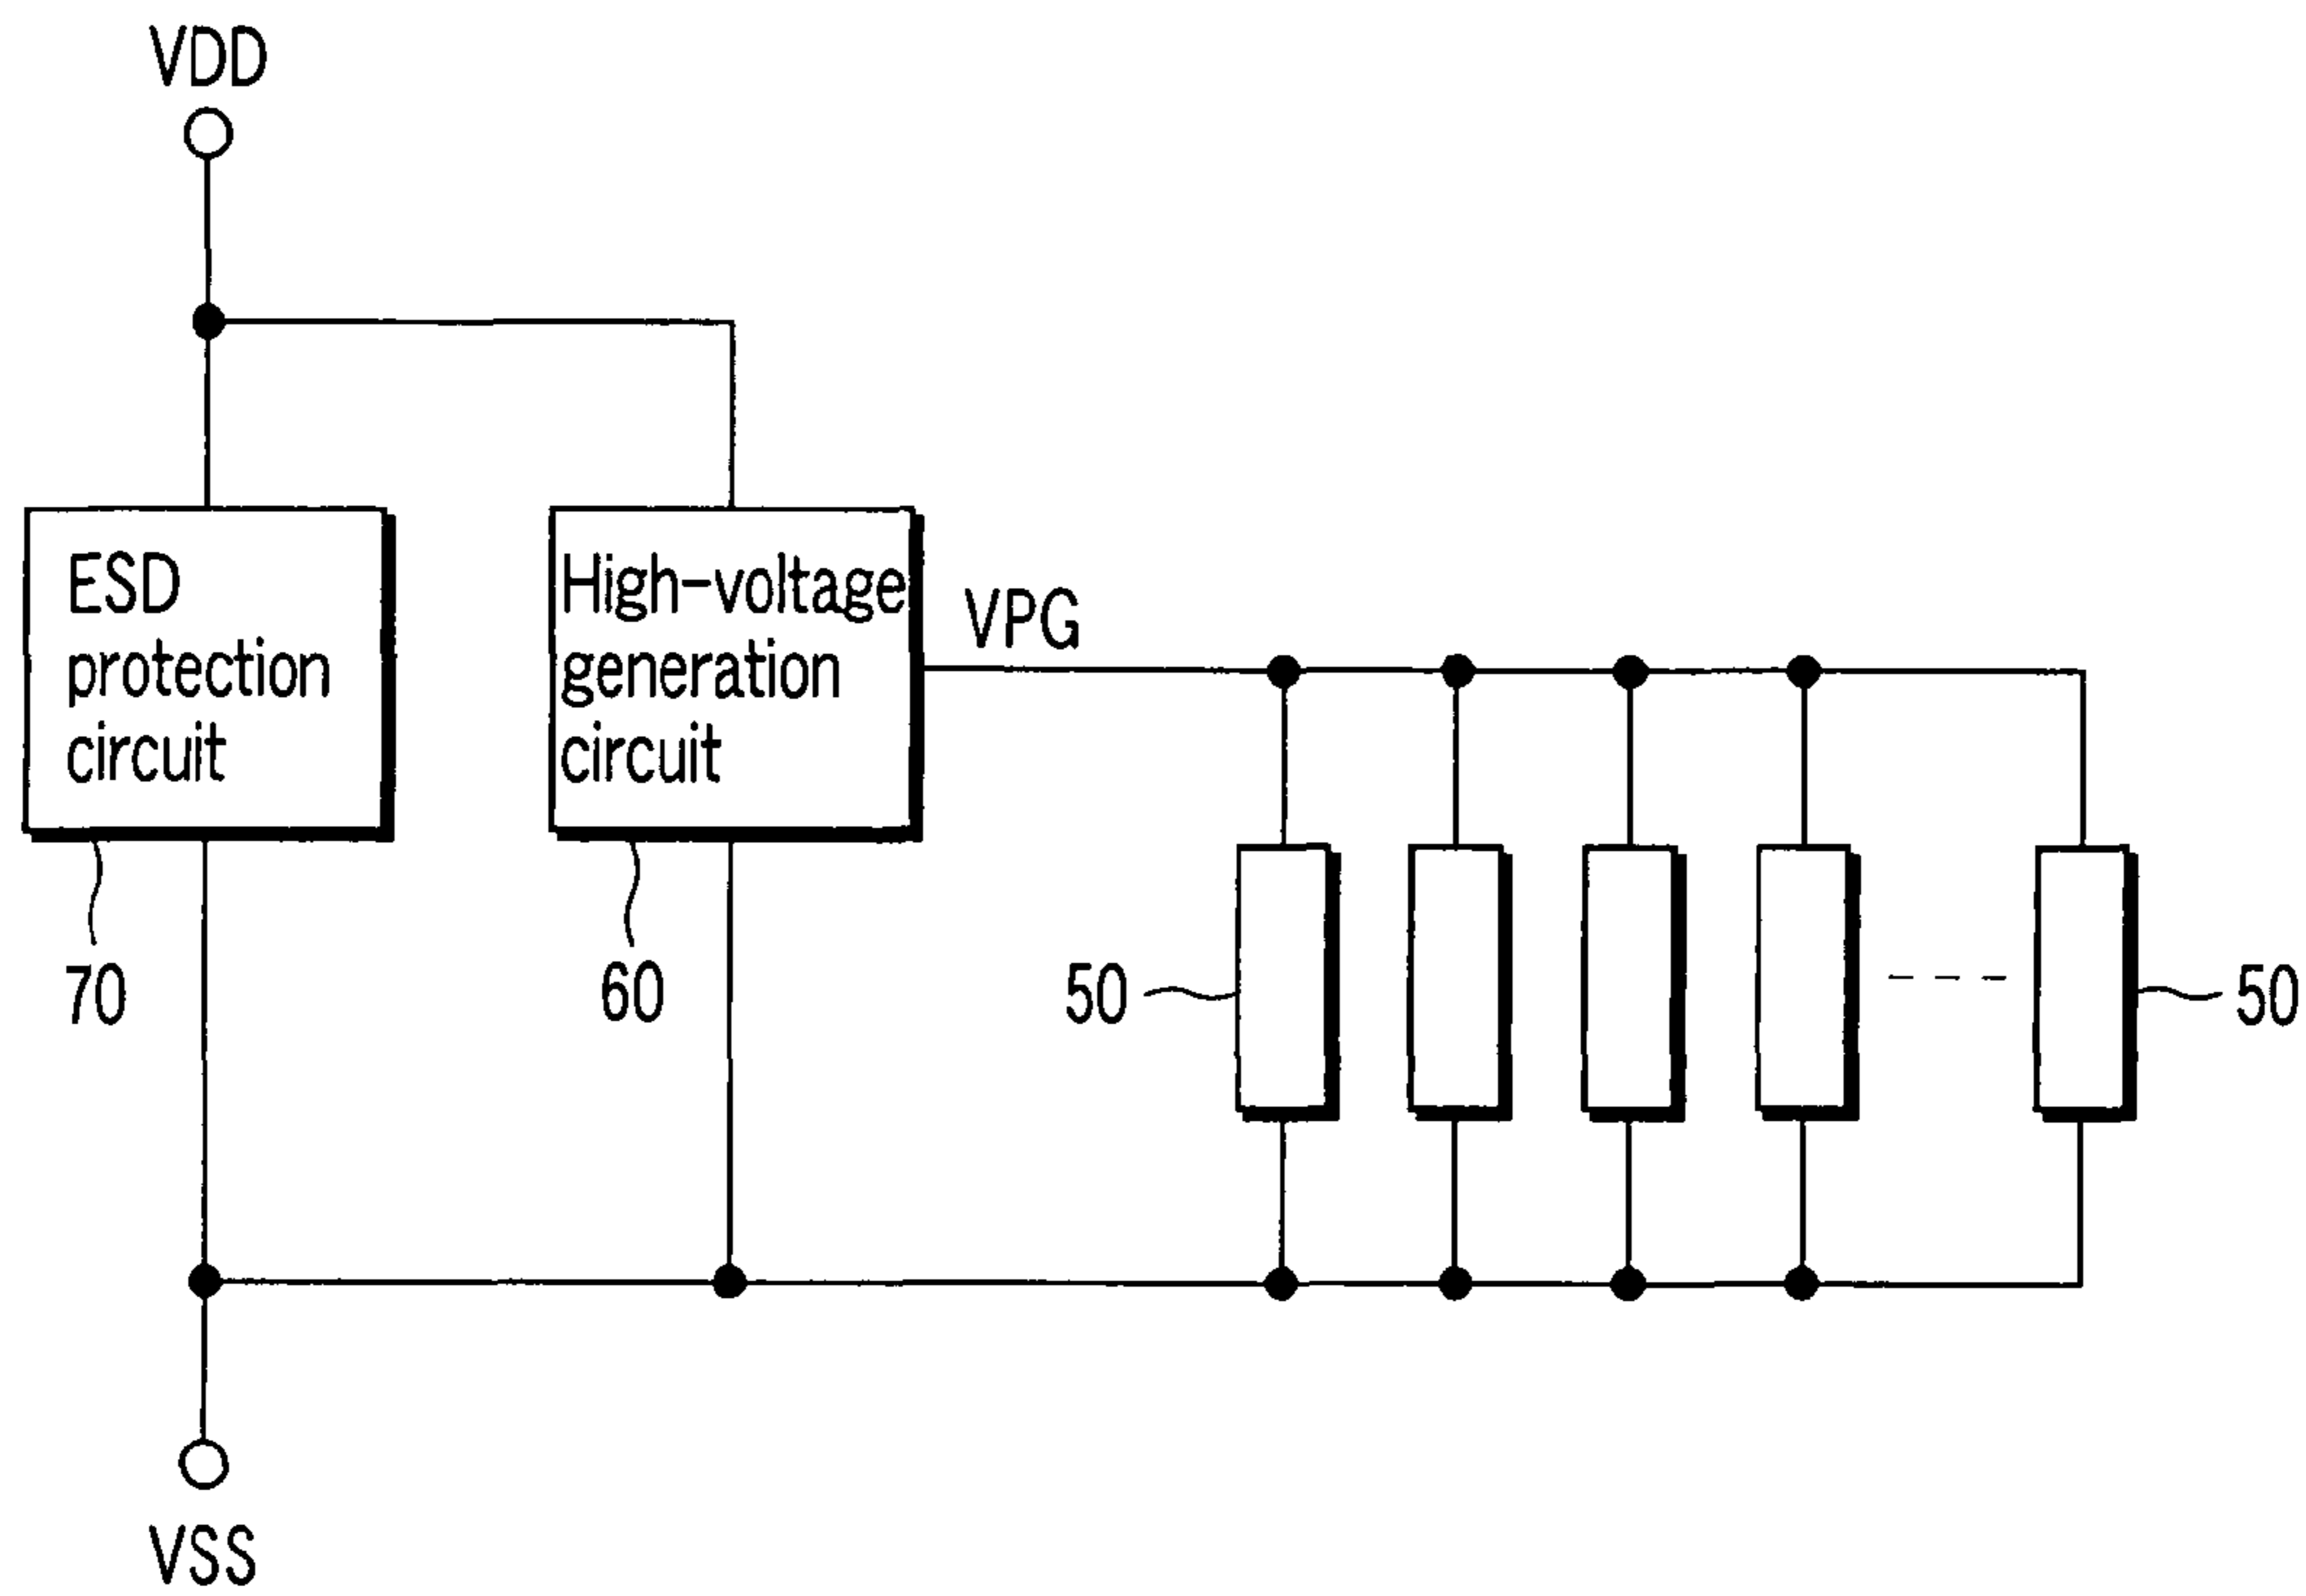 VDD
ESD
protection
circuit
High-voltage
generation
circuit
VPG
70
60
50
50
VSS